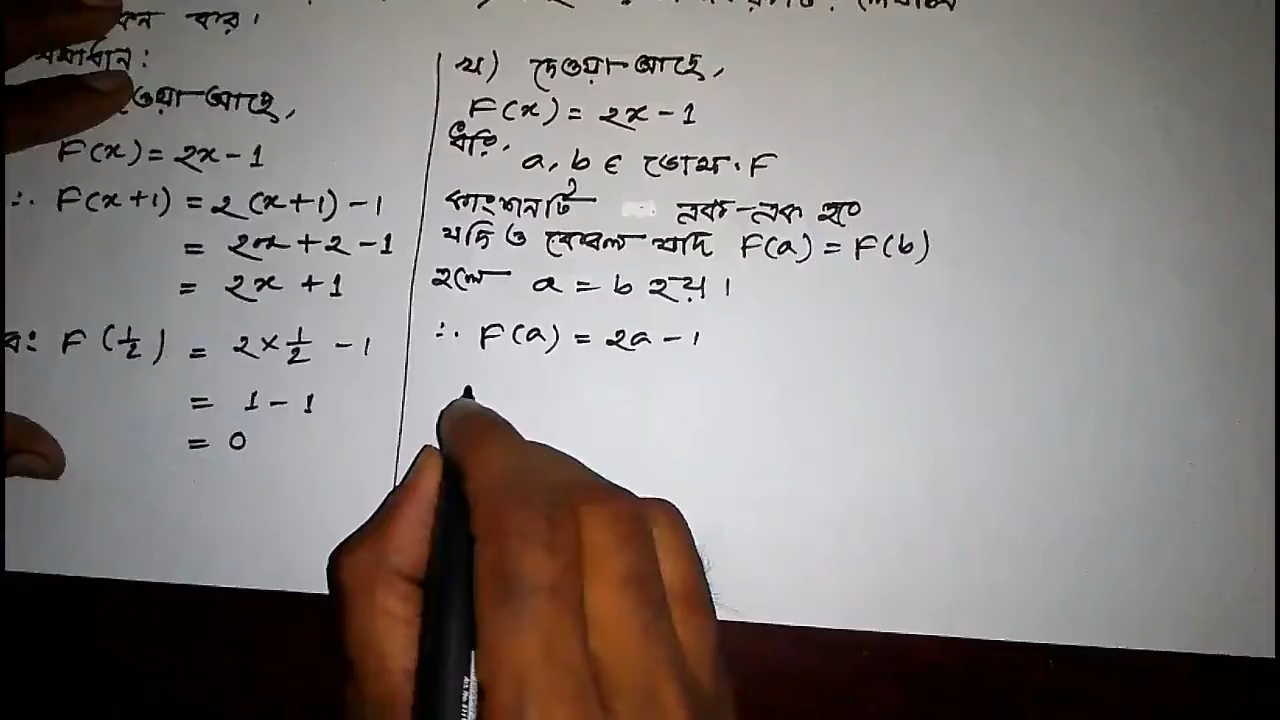 কর।
সমাধান:
দেওয়া আছে,
F(x) = 2x - 1
∴ F(x+1) = 2(x+1) - 1
= 2x + 2 - 1
= 2x + 1
F(½) = 2 × ½ - 1
= 1 - 1
= 0
খ) দেওয়া আছে,
F(x) = 2x - 1
ধরি,
a, b ∈ ডোম. F
ফাংশনটি এক-এক হবে
যদি ও কেবল যদি F(a) = F(b)
হলে a = b হয়।
∴ F(a) = 2a - 1